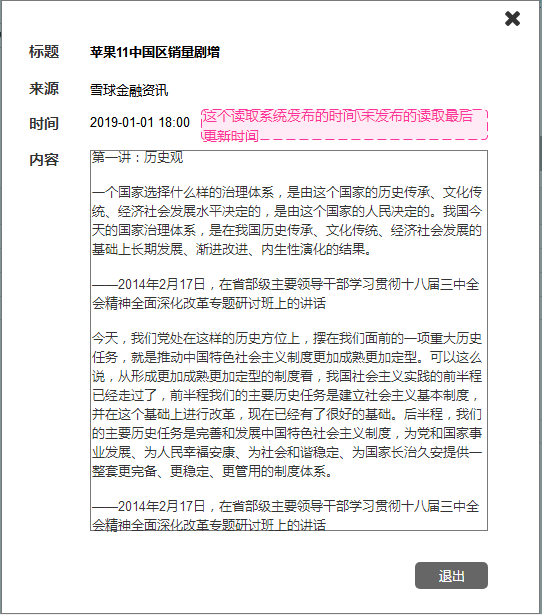 标题 苹果11中国区销量剧增
来源 雪球金融资讯
时间 2019-01-01 18:00 这个读取系统发布的时间\未发布的读取最后
更新时间
内容 第一讲：历史观
一个国家选择什么样的治理体系，是由这个国家的历史传承、文化传
统、经济社会发展水平决定的，是由这个国家的人民决定的。我国今
天的国家治理体系，是在我国历史传承、文化传统、经济社会发展的
基础上长期发展、渐进改进、内生性演化的结果。
——2014年2月17日，在省部级主要领导干部学习贯彻十八届三中全
会精神全面深化改革专题研讨班上的讲话
今天，我们党处在这样的历史方位上，摆在我们面前的一项重大历史
任务，就是推动中国特色社会主义制度更加成熟更加定型。可以这么
说，从形成更加成熟更加定型的制度看，我国社会主义实践的前半程
已经走过了，前半程我们的主要历史任务是建立社会主义基本制度，
并在这个基础上进行改革，现在已经有了很好的基础。后半程，我们
的主要历史任务是完善和发展中国特色社会主义制度，为党和国家事
业发展、为人民幸福安康、为社会和谐稳定、为国家长治久安提供一
整套更完备、更稳定、更管用的制度体系。
——2014年2月17日，在省部级主要领导干部学习贯彻十八届三中全
会精神全面深化改革专题研讨班上的讲话
退出